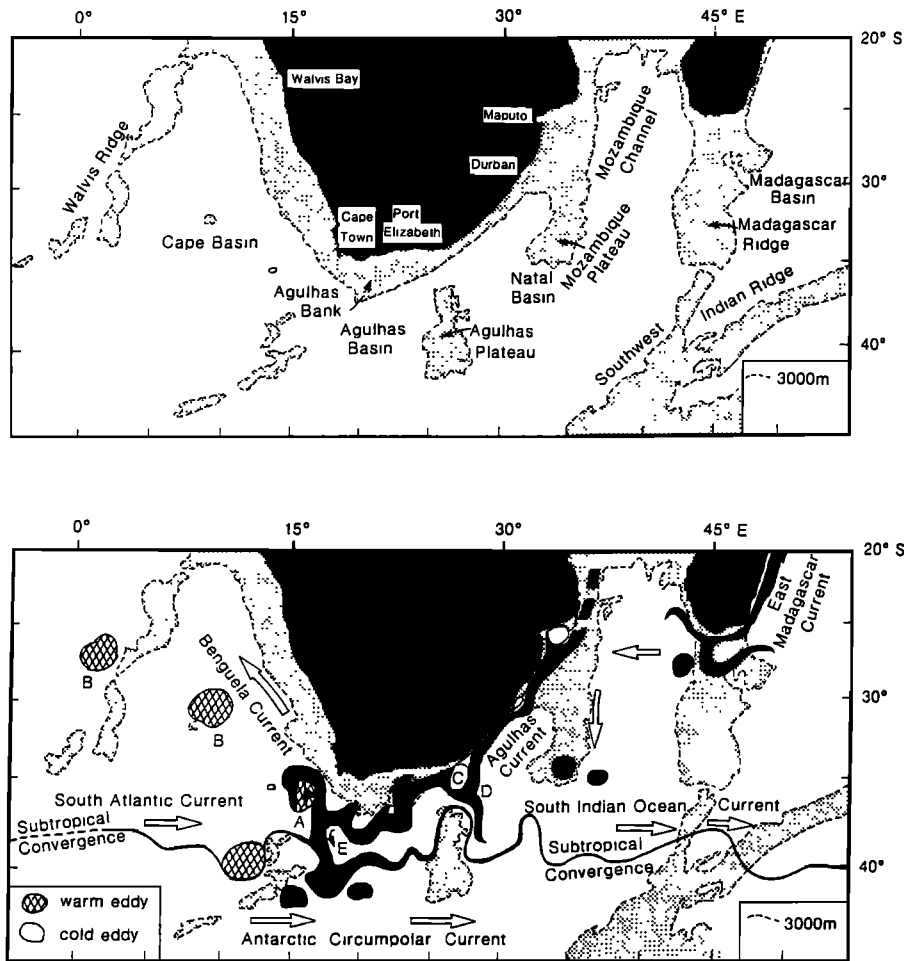 0°
15°
30°
45° E
20° S
30°
40°
Walvis Bay
Maputo
Durban
Cape
Town
Port
Elizabeth
Walvis Ridge
Cape Basin
Agulhas
Bank
Agulhas
Basin
Agulhas
Plateau
Natal
Basin
Mozambique
Plateau
Mozambique
Channel
Madagascar
Basin
Madagascar
Ridge
Southwest Indian Ridge
3000m
0°
15°
30°
45° E
20° S
30°
40°
East
Madagascar
Current
Benguela
Current
B
B
Agulhas
Current
C
D
A
E
South Atlantic Current
Subtropical
Convergence
South Indian Ocean Current
Subtropical
Convergence
Antarctic Circumpolar Current
warm eddy
cold eddy
3000m